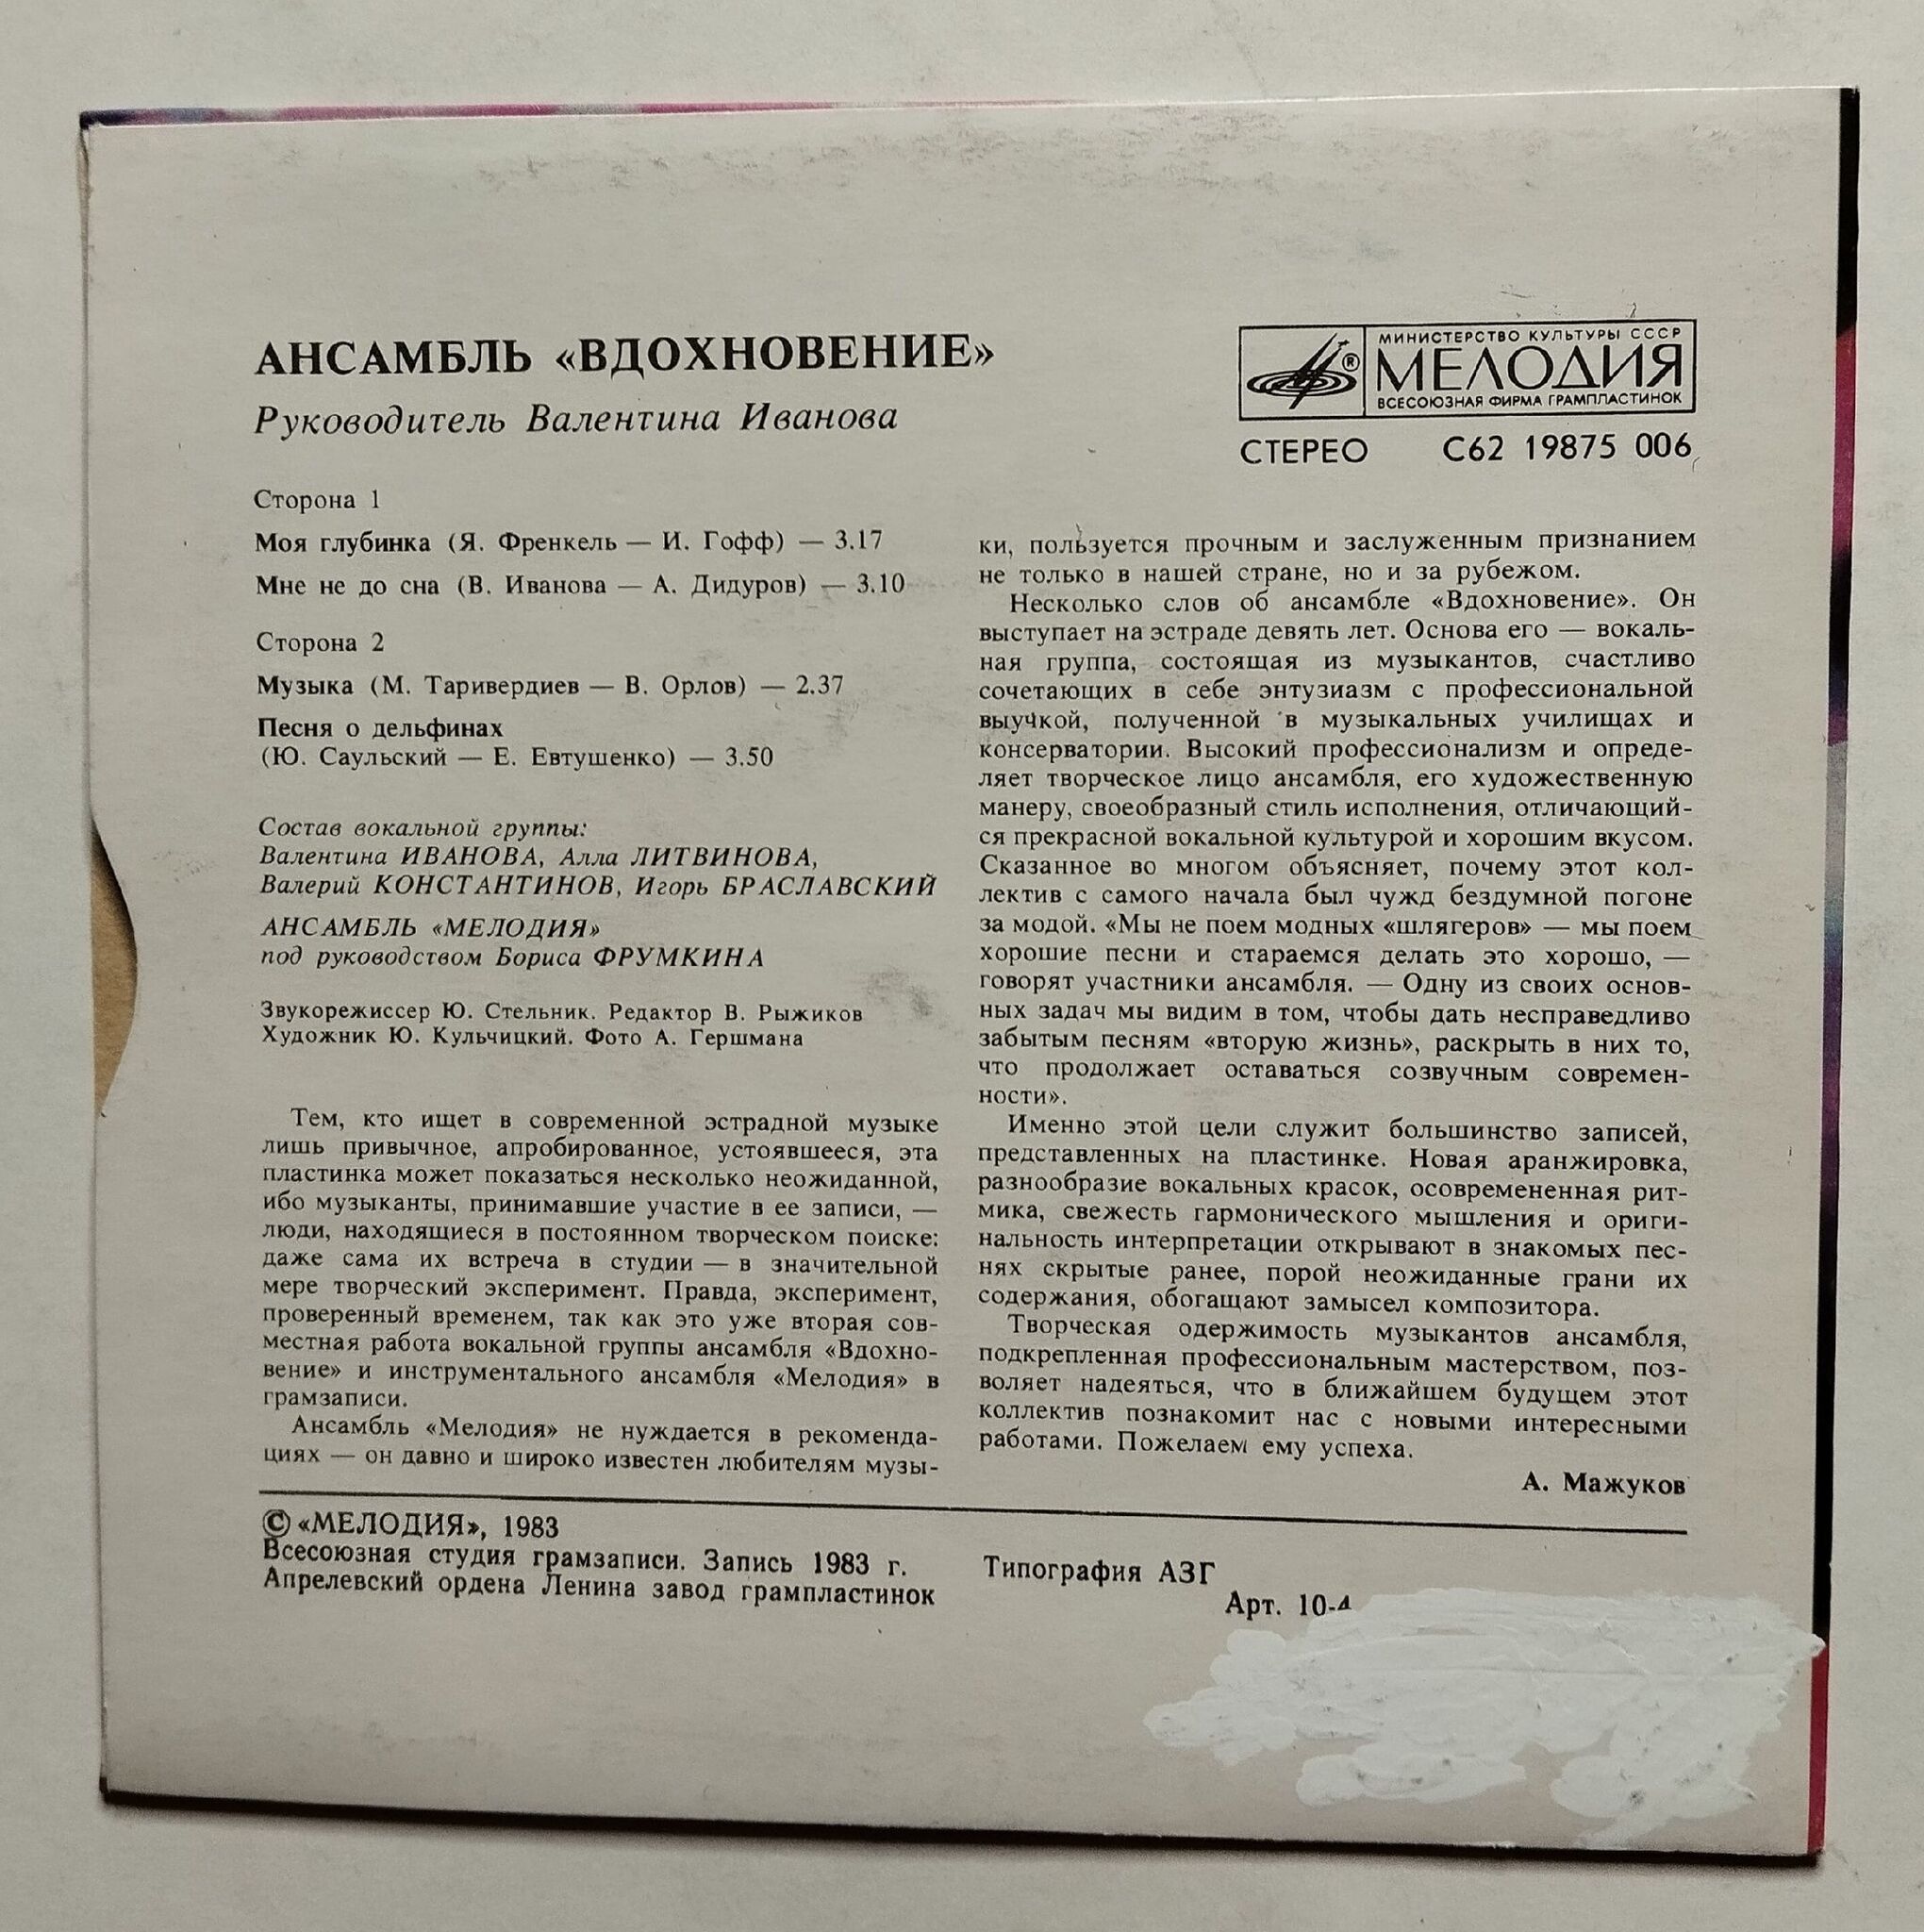 АНСАМБЛЬ «ВДОХНОВЕНИЕ»
Руководитель Валентина Иванова
МИНИСТЕРСТВО КУЛЬТУРЫ СССР
МЕЛОДИЯ
®
ВСЕСОЮЗНАЯ ФИРМА ГРАМПЛАСТИНОК
СТЕРЕО С62 19875 006
Сторона 1
Моя глубинка (Я. Френкель — И. Гофф) — 3.17
Мне не до сна (В. Иванова — А. Дидуров) — 3.10
Сторона 2
Музыка (М. Таривердиев — В. Орлов) — 2.37
Песня о дельфинах
(Ю. Саульский — Е. Евтушенко) — 3.50
Состав вокальной группы:
Валентина ИВАНОВА, Алла ЛИТВИНОВА,
Валерий КОНСТАНТИНОВ, Игорь БРАСЛАВСКИЙ
АНСАМБЛЬ «МЕЛОДИЯ»
под руководством Бориса ФРУМКИНА
Звукорежиссер Ю. Стельник. Редактор В. Рыжиков
Художник Ю. Кульчицкий. Фото А. Гершмана
Тем, кто ищет в современной эстрадной музыке
лишь привычное, апробированное, устоявшееся, эта
пластинка может показаться несколько неожиданной,
ибо музыканты, принимавшие участие в ее записи, —
люди, находящиеся в постоянном творческом поиске:
даже сама их встреча в студии — в значительной
мере творческий эксперимент. Правда, эксперимент,
проверенный временем, так как это уже вторая сов-
местная работа вокальной группы ансамбля «Вдохно-
вение» и инструментального ансамбля «Мелодия» в
грамзаписи.
Ансамбль «Мелодия» не нуждается в рекоменда-
циях — он давно и широко известен любителям музы-
ки, пользуется прочным и заслуженным признанием
не только в нашей стране, но и за рубежом.
Несколько слов об ансамбле «Вдохновение». Он
выступает на эстраде девять лет. Основа его — вокаль-
ная группа, состоящая из музыкантов, счастливо
сочетающих в себе энтузиазм с профессиональной
выучкой, полученной в музыкальных училищах и
консерватории. Высокий профессионализм и опреде-
ляет творческое лицо ансамбля, его художественную
манеру, своеобразный стиль исполнения, отличающий-
ся прекрасной вокальной культурой и хорошим вкусом.
Сказанное во многом объясняет, почему этот кол-
лектив с самого начала был чужд бездумной погоне
за модой. «Мы не поем модных «шлягеров» — мы поем
хорошие песни и стараемся делать это хорошо, —
говорят участники ансамбля. — Одну из своих основ-
ных задач мы видим в том, чтобы дать несправедливо
забытым песням «вторую жизнь», раскрыть в них то,
что продолжает оставаться созвучным современ-
ности».
Именно этой цели служит большинство записей,
представленных на пластинке. Новая аранжировка,
разнообразие вокальных красок, осовремененная рит-
мика, свежесть гармонического мышления и ориги-
нальность интерпретации открывают в знакомых пес-
нях скрытые ранее, порой неожиданные грани их
содержания, обогащают замысел композитора.
Творческая одержимость музыкантов ансамбля,
подкрепленная профессиональным мастерством, поз-
воляет надеяться, что в ближайшем будущем этот
коллектив познакомит нас с новыми интересными
работами. Пожелаем ему успеха.
А. Мажуков
© «МЕЛОДИЯ», 1983
Всесоюзная студия грамзаписи. Запись 1983 г.
Апрелевский ордена Ленина завод грампластинок
Типография АЗГ
Арт. 10-4